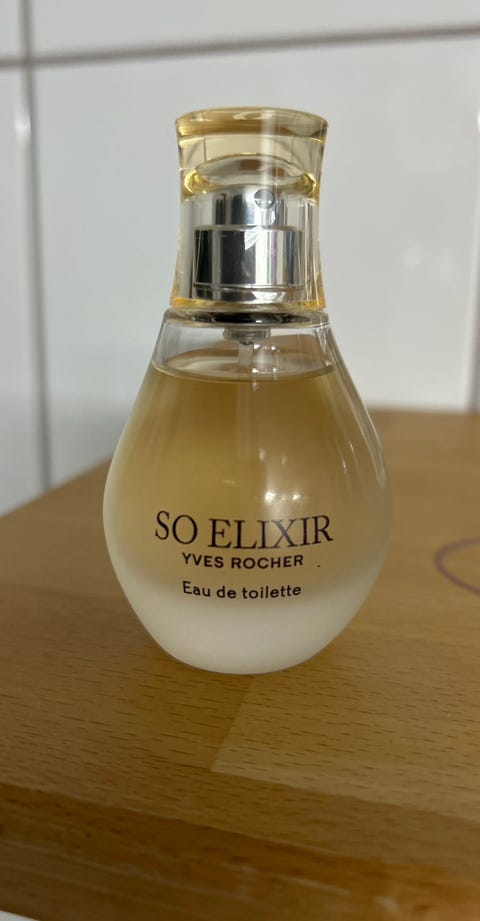 SO ELIXIR
YVES ROCHER
Eau de toilette